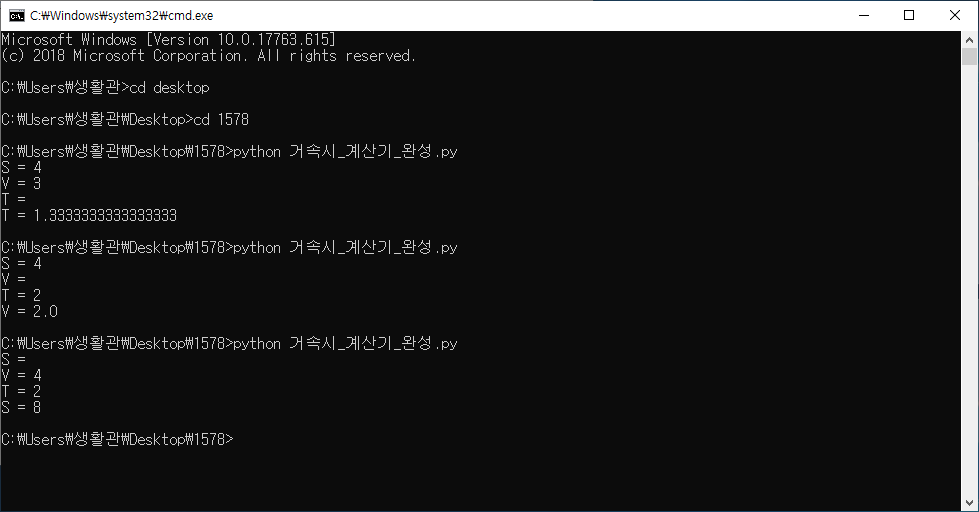 C:₩Windows₩system32₩cmd.exe
Microsoft Windows [Version 10.0.17763.615]
(c) 2018 Microsoft Corporation. All rights reserved.
C:₩Users₩생활관>cd desktop
C:₩Users₩생활관₩Desktop>cd 1578
C:₩Users₩생활관₩Desktop₩1578>python 거속시_계산기_완성.py
S = 4
V = 3
T =
T = 1.3333333333333333
C:₩Users₩생활관₩Desktop₩1578>python 거속시_계산기_완성.py
S = 4
V =
T = 2
V = 2.0
C:₩Users₩생활관₩Desktop₩1578>python 거속시_계산기_완성.py
S =
V = 4
T = 2
S = 8
C:₩Users₩생활관₩Desktop₩1578>